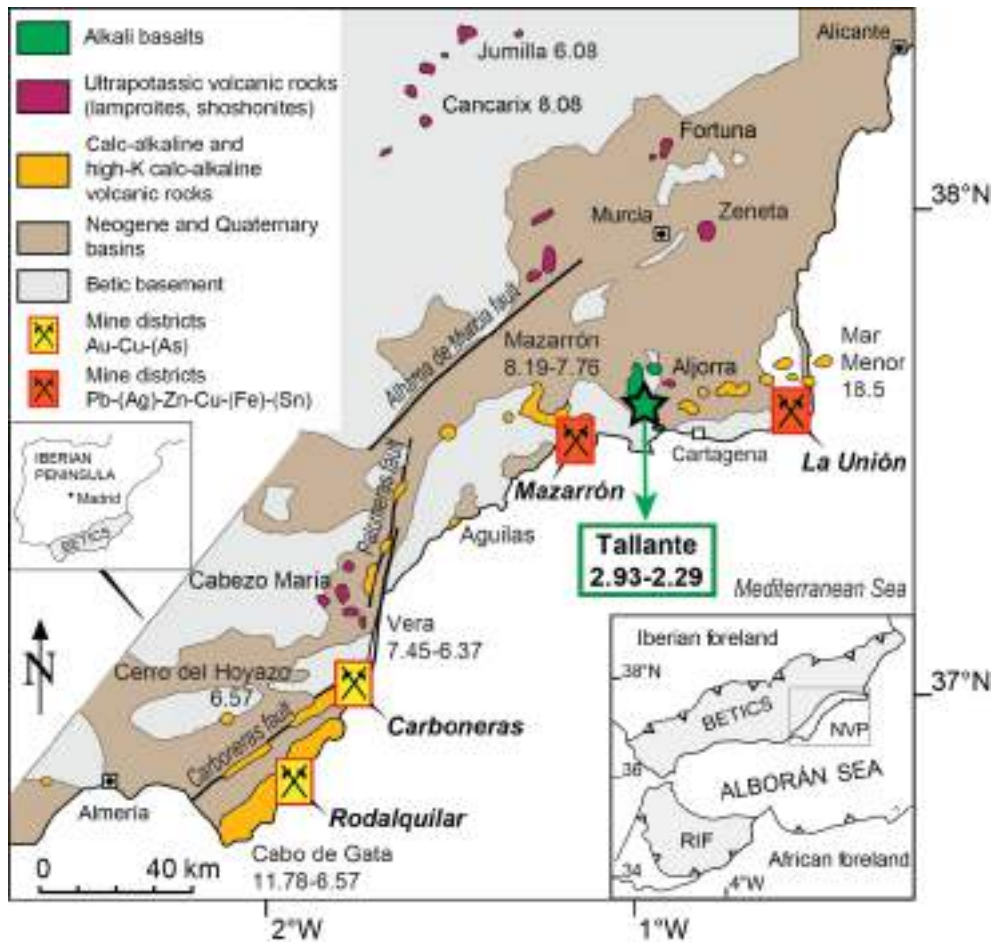 Alkali basalts
Ultrapotassic volcanic rocks
(lamproites, shoshonites)
Calc-alkaline and
high-K calc-alkaline
volcanic rocks
Neogene and Quaternary
basins
Betic basement
Mine districts
Au-Cu-(As)
Mine districts
Pb-(Ag)-Zn-Cu-(Fe)-(Sn)
Jumilla 6.08
Cancarix 8.08
Alicante
Fortuna
Murcia
Zeneta
38°N
Alhama de Murcia fault
Mazarrón
8.19-7.76
Aljorra
Mar
Menor
18.5
Cartagena
La Unión
Mazarrón
IBERIAN
PENINSULA
Madrid
BETICS
Palomeras fault
Aguilas
Tallante
2.93-2.29
Mediterranean Sea
Cabezo María
Vera
7.45-6.37
N
Cerro del Hoyazo
6.57
37°N
Carboneras fault
Carboneras
Almería
Rodalquilar
0 40 km
Cabo de Gata
11.78-6.57
Iberian foreland
38°N
BETICS
NVP
36
ALBORÁN SEA
RIF
34
African foreland
4°W
2°W
1°W